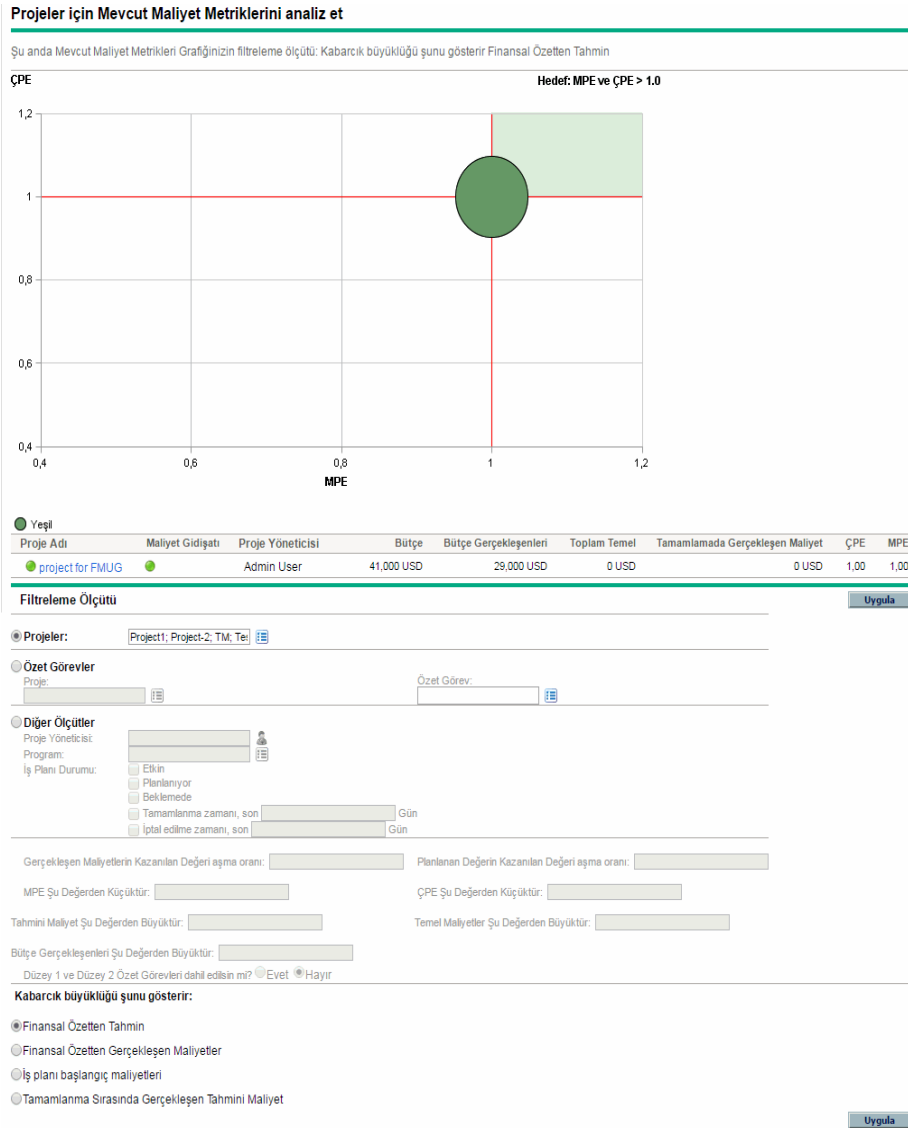 Projeler için Mevcut Maliyet Metriklerini analiz et
Şu anda Mevcut Maliyet Metrikleri Grafiğinizin filtreleme ölçütü: Kabarcık büyüklüğü şunu gösterir Finansal Özetten Tahmin
ÇPE
Hedef: MPE ve ÇPE > 1.0
1,2
1
0,8
0,6
0,4
0,4 0,6 0,8 1 1,2
MPE
Yeşil
Proje Adı Maliyet Gidişatı Proje Yöneticisi Bütçe Bütçe Gerçekleşenleri Toplam Temel Tamamlamada Gerçekleşen Maliyet ÇPE MPE
project for FMUG Admin User 41,000 USD 29,000 USD 0 USD 0 USD 1,00 1,00
Filtreleme Ölçütü Uygula
Projeler: Project1; Project-2; TM; Tes
Özet Görevler
Proje: Özet Görev:
Diğer Ölçütler
Proje Yöneticisi:
Program:
İş Planı Durumu: Etkin
Planlanıyor
Beklemede
Tamamlanma zamanı, son Gün
İptal edilme zamanı, son Gün
Gerçekleşen Maliyetlerin Kazanılan Değeri aşma oranı: Planlanan Değerin Kazanılan Değeri aşma oranı:
MPE Şu Değerden Küçüktür: ÇPE Şu Değerden Küçüktür:
Tahmini Maliyet Şu Değerden Büyüktür: Temel Maliyetler Şu Değerden Büyüktür:
Bütçe Gerçekleşenleri Şu Değerden Büyüktür:
Düzey 1 ve Düzey 2 Özet Görevleri dahil edilsin mi? Evet Hayır
Kabarcık büyüklüğü şunu gösterir:
Finansal Özetten Tahmin
Finansal Özetten Gerçekleşen Maliyetler
İş planı başlangıç maliyetleri
Tamamlanma Sırasında Gerçekleşen Tahmini Maliyet
Uygula